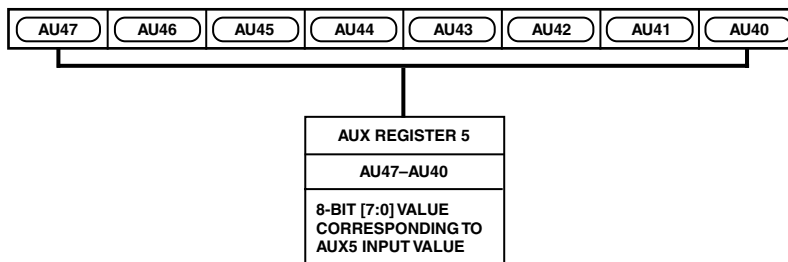 AU47 AU46 AU45 AU44 AU43 AU42 AU41 AU40
AUX REGISTER 5
AU47–AU40
8-BIT [7:0] VALUE
CORRESPONDING TO
AUX5 INPUT VALUE